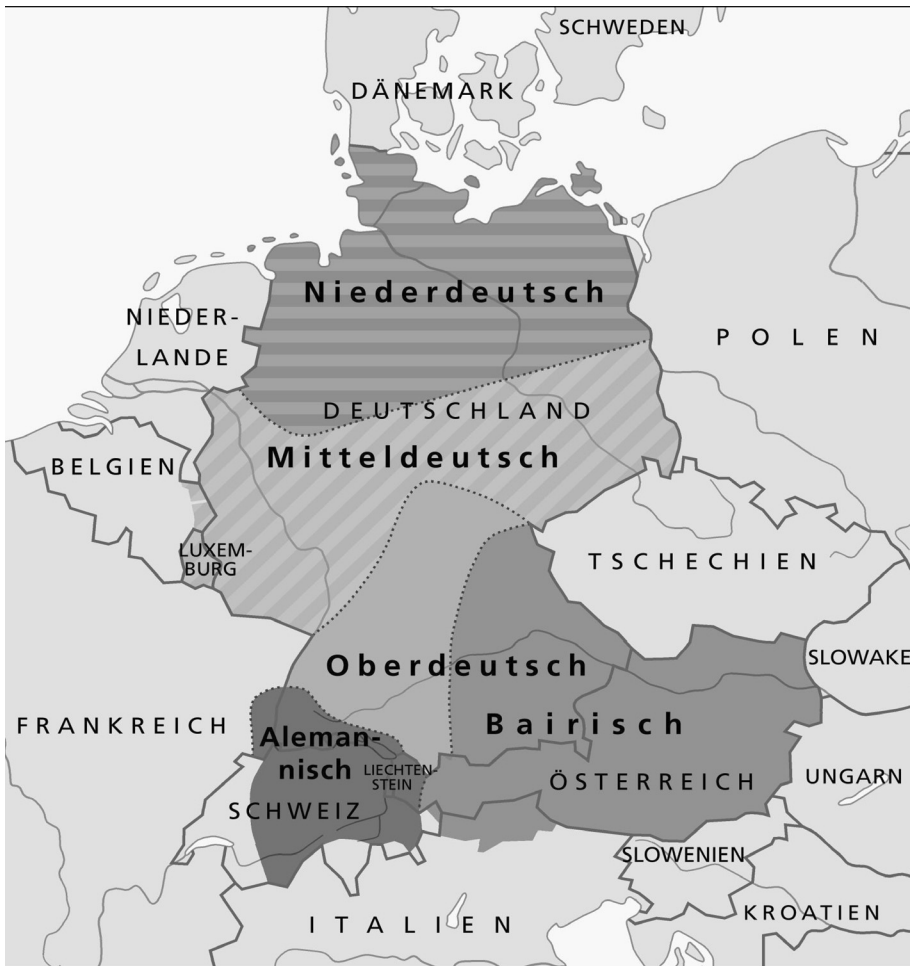 SCHWEDEN
DÄNEMARK
Niederdeutsch
NIEDER-
LANDE
POLEN
DEUTSCHLAND
Mitteldeutsch
BELGIEN
LUXEM-
BURG
TSCHECHIEN
SLOWAKE
Oberdeutsch
FRANKREICH
Bairisch
Aleman-
nisch
LIECHTEN-
STEIN
ÖSTERREICH
UNGARN
SCHWEIZ
SLOWENIEN
KROATIEN
ITALIEN